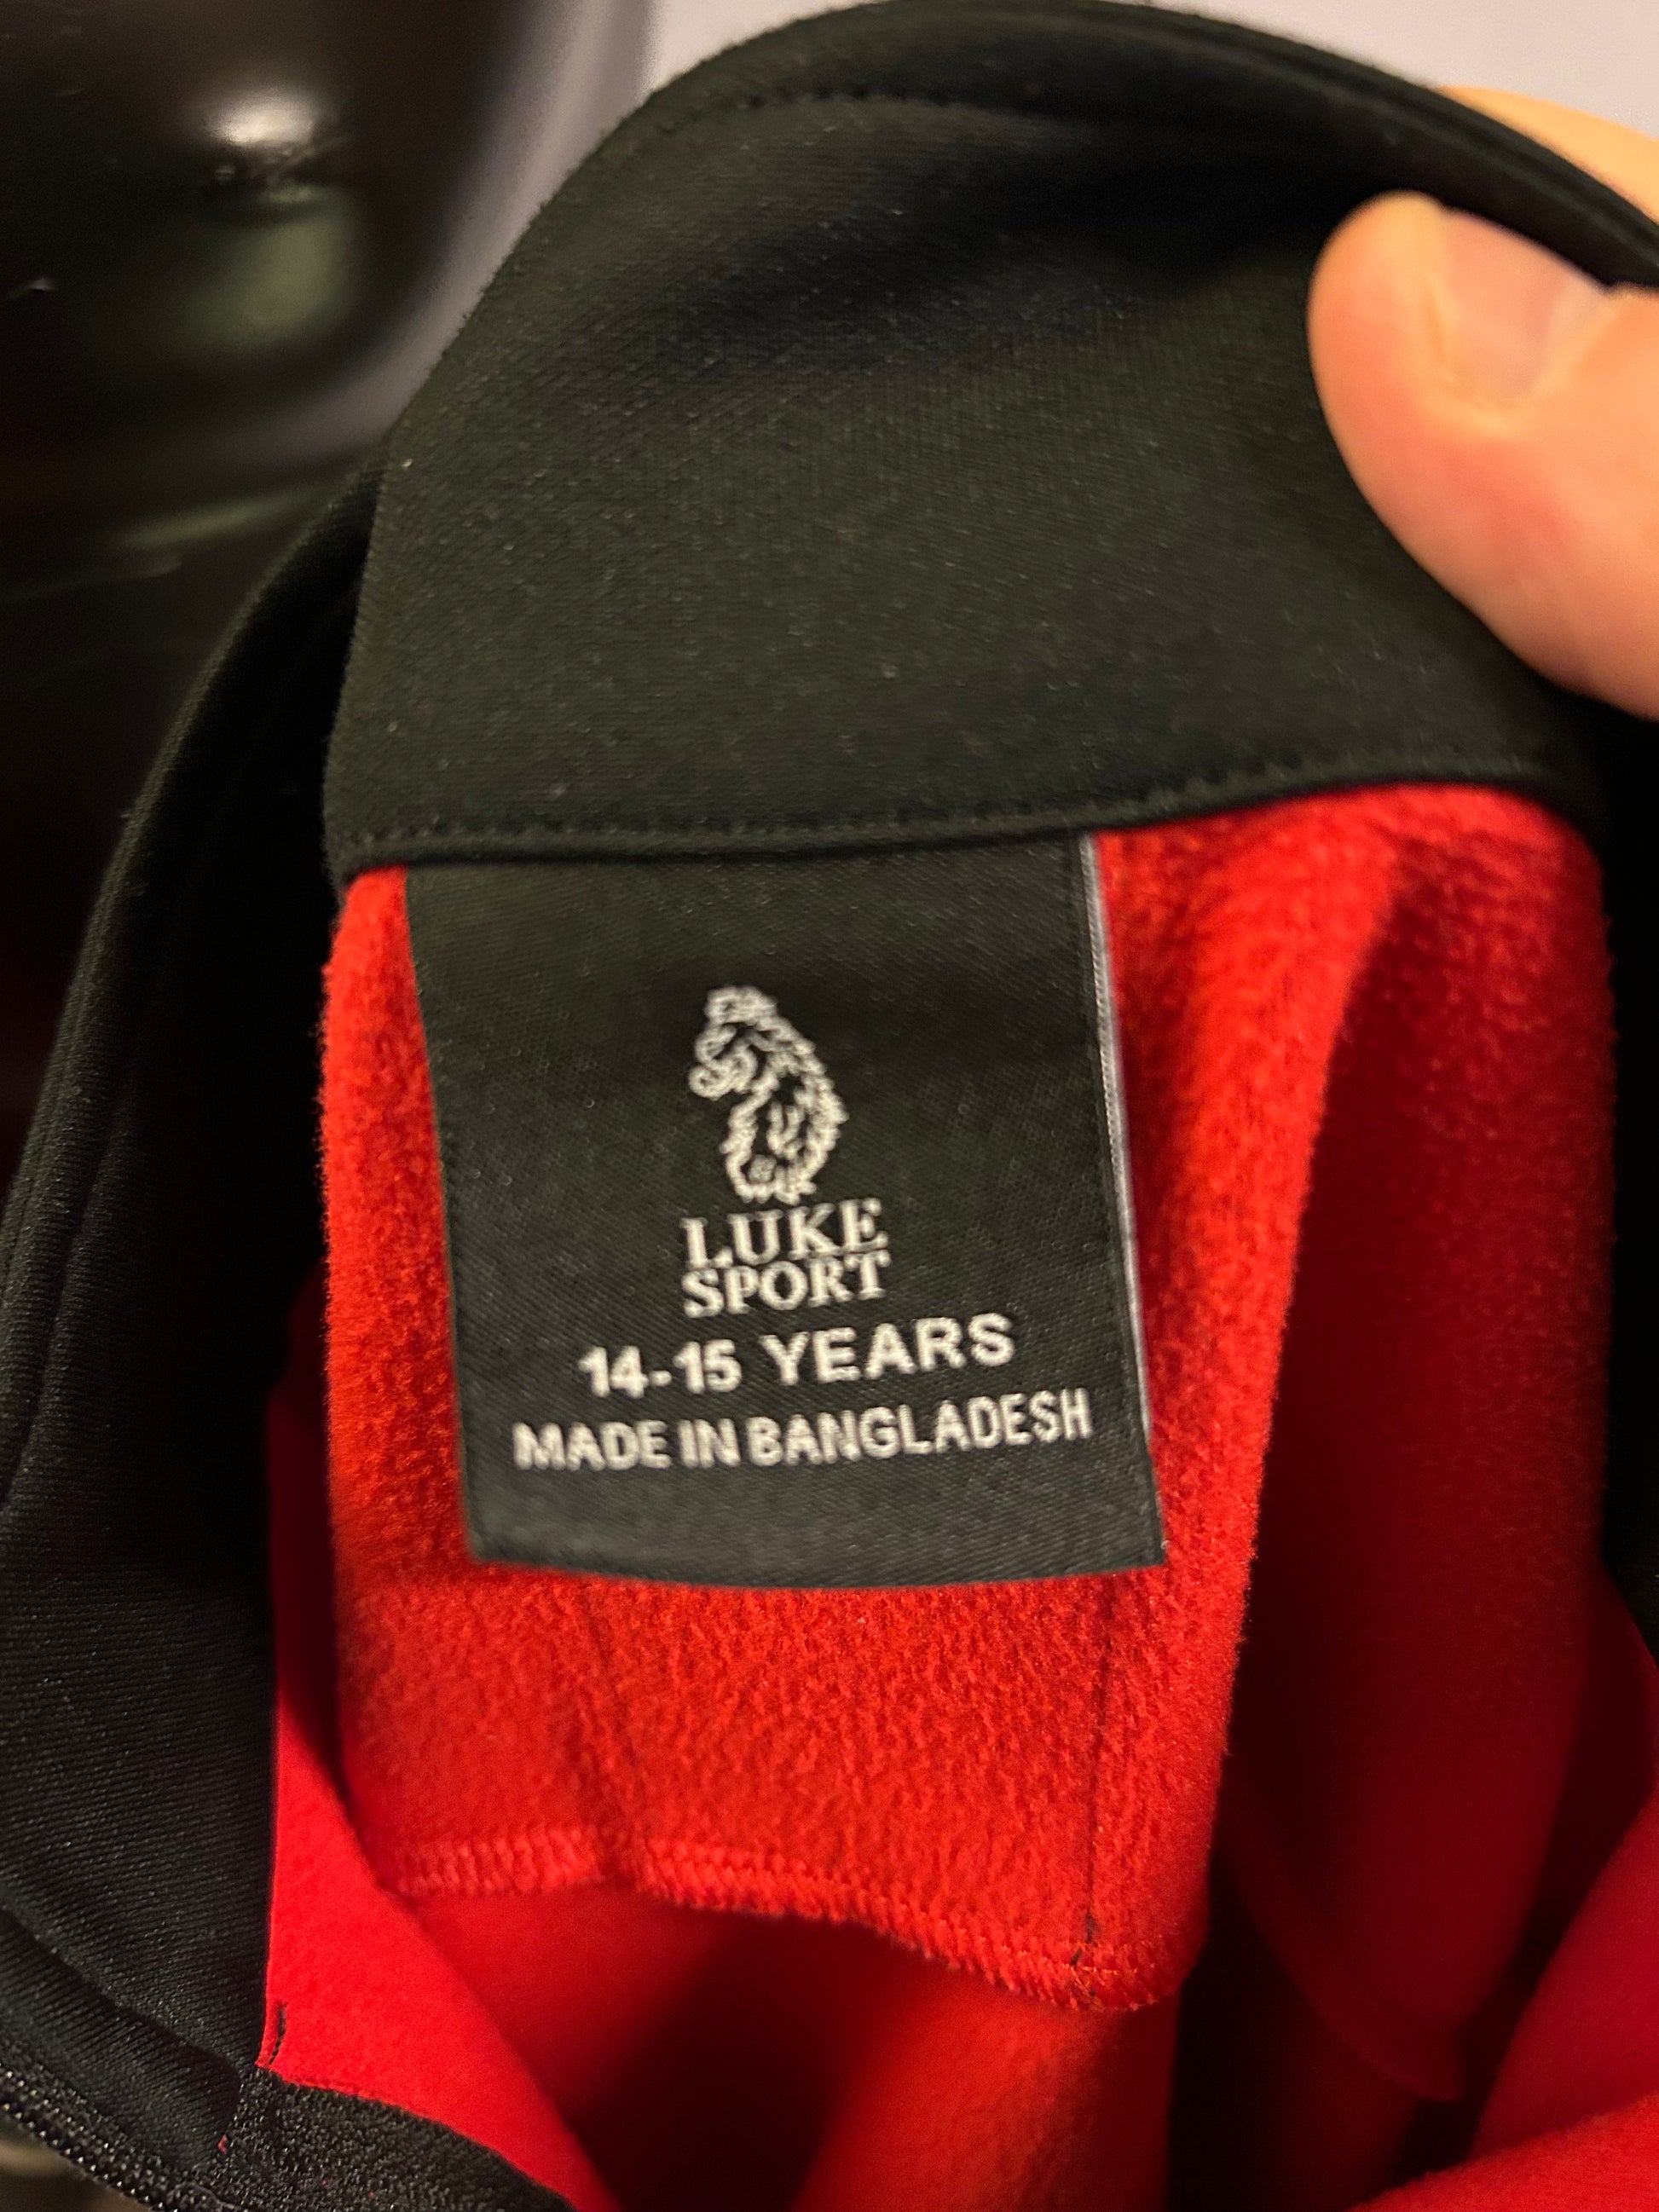 LUKE
SPORT
14-15 YEARS
MADE IN BANGLADESH